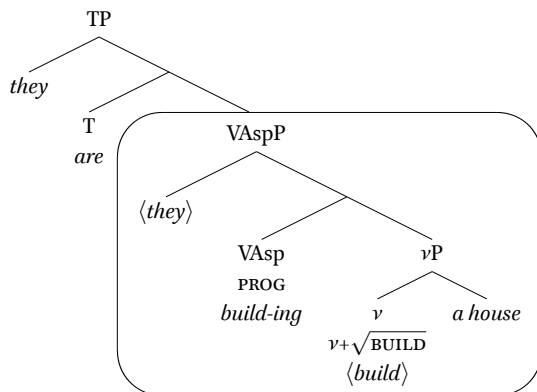 TP
they
T
are
VAspP
⟨they⟩
VAsp
PROG
build-ing
vP
v
v+√BUILD
⟨build⟩
a house